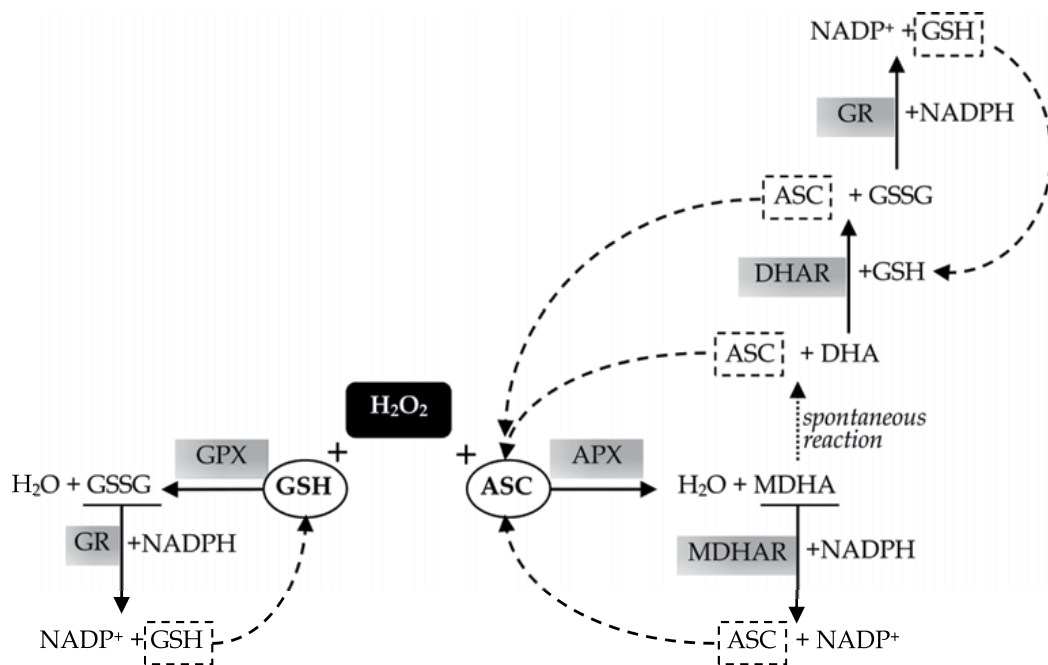 NADP⁺ + GSH
GR
+NADPH
ASC + GSSG
DHAR
+GSH
ASC + DHA
H₂O₂
spontaneous
reaction
+
+
GPX
APX
H₂O + GSSG
GSH
ASC
H₂O + MDHA
GR
+NADPH
MDHAR
+NADPH
NADP⁺ + GSH
ASC + NADP⁺